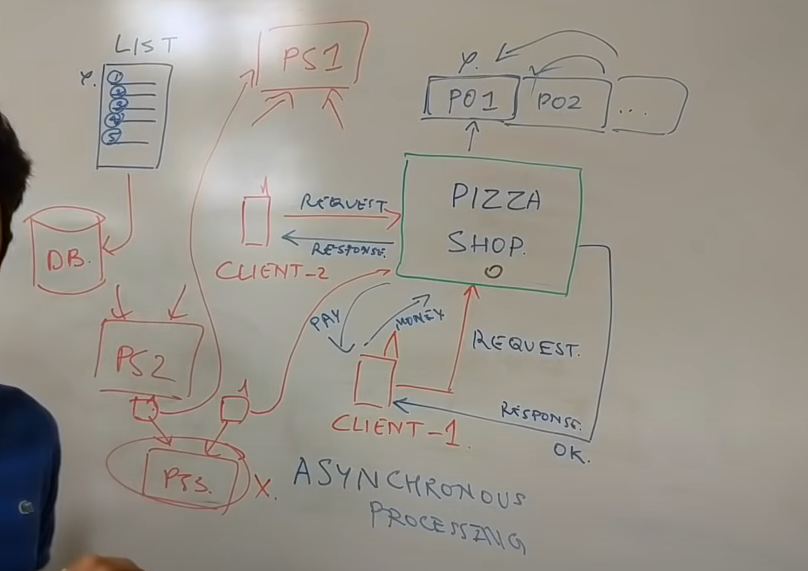 LIST
1
2
3
4
5
PS1
PO1
PO2
...
PIZZA
SHOP.
REQUEST
RESPONSE.
CLIENT-2
DB.
PS2
PAY
MONEY
REQUEST.
CLIENT-1.
RESPONSE.
OK.
PS3.
X.
ASYNCHRONOUS
PROCESSING